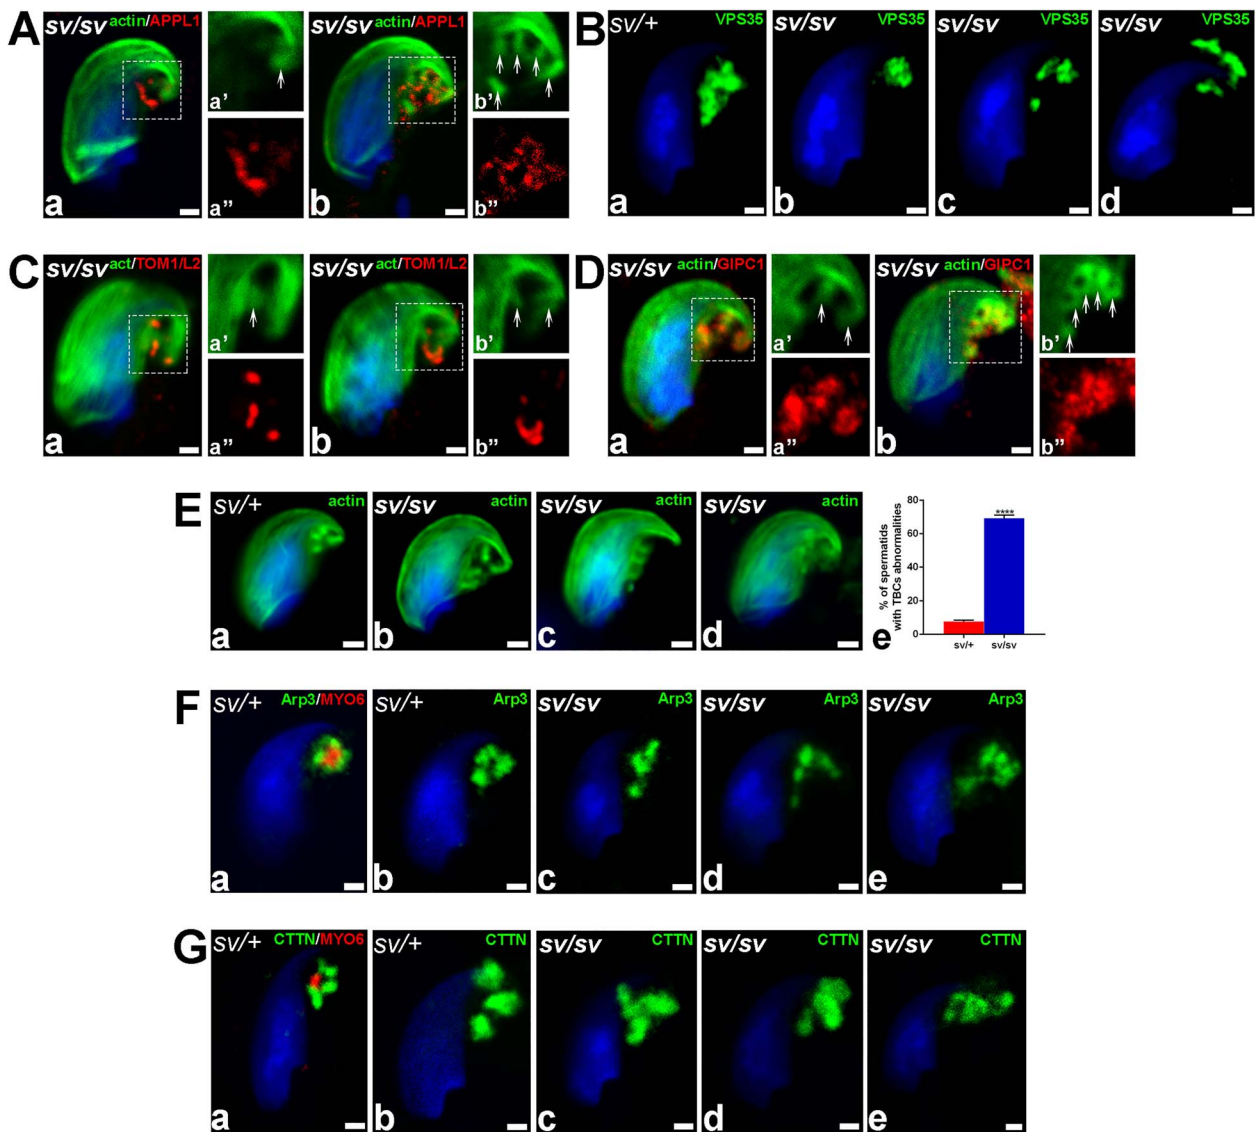 A
sv/sv actin/APPL1
a
a'
a"
sv/sv actin/APPL1
b
b'
b"
B
sv/+ VPS35
a
sv/sv VPS35
b
sv/sv VPS35
c
sv/sv VPS35
d
C
sv/sv act/TOM1/L2
a
a'
a"
sv/sv act/TOM1/L2
b
b'
b"
D
sv/sv actin/GIPC1
a
a'
a"
sv/sv actin/GIPC1
b
b'
b"
E
sv/+ actin
a
sv/sv actin
b
sv/sv actin
c
sv/sv actin
d
e
% of spermatids
with TBCs abnormalities
80
60
40
20
0
****
sv/+
sv/sv
F
sv/+ Arp3/MYO6
a
sv/+ Arp3
b
sv/sv Arp3
c
sv/sv Arp3
d
sv/sv Arp3
e
G
sv/+ CTTN/MYO6
a
sv/+ CTTN
b
sv/sv CTTN
c
sv/sv CTTN
d
sv/sv CTTN
e